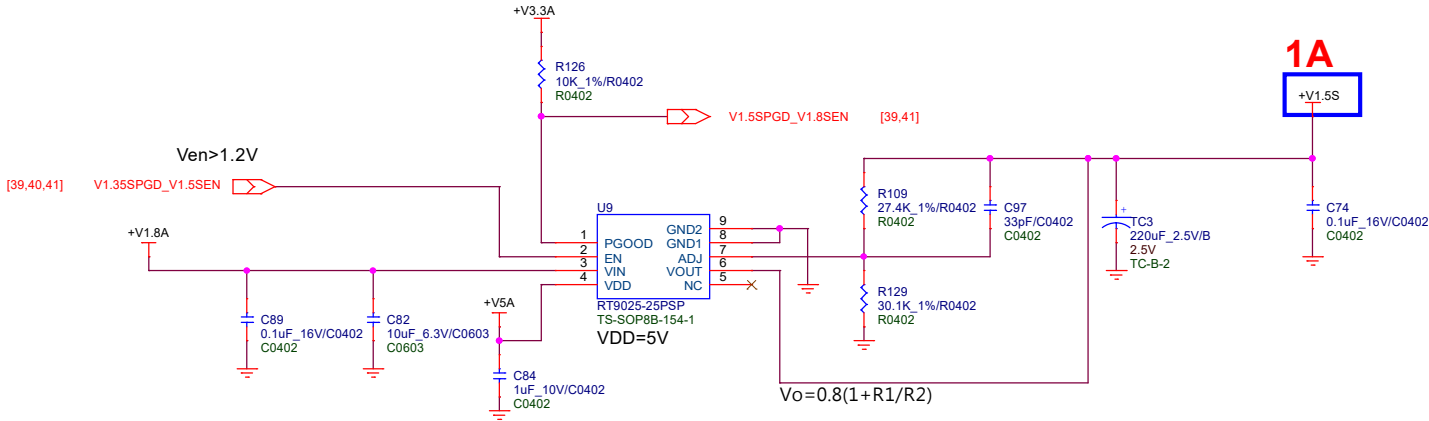 +V3.3A
R126
10K_1%/R0402
R0402
1A
+V1.5S
V1.5SPGD_V1.8SEN [39,41]
Ven>1.2V
[39,40,41] V1.35SPGD_V1.5SEN
+V1.8A
U9
1 PGOOD
2 EN
3 VIN
4 VDD
GND2 9
GND1 8
ADJ 7
VOUT 6
NC 5
RT9025-25PSP
TS-SOP8B-154-1
VDD=5V
R109
27.4K_1%/R0402
R0402
C97
33pF/C0402
C0402
+
TC3
220uF_2.5V/B
2.5V
TC-B-2
C74
0.1uF_16V/C0402
C0402
R129
30.1K_1%/R0402
R0402
C89
0.1uF_16V/C0402
C0402
C82
10uF_6.3V/C0603
C0603
+V5A
C84
1uF_10V/C0402
C0402
Vo=0.8(1+R1/R2)